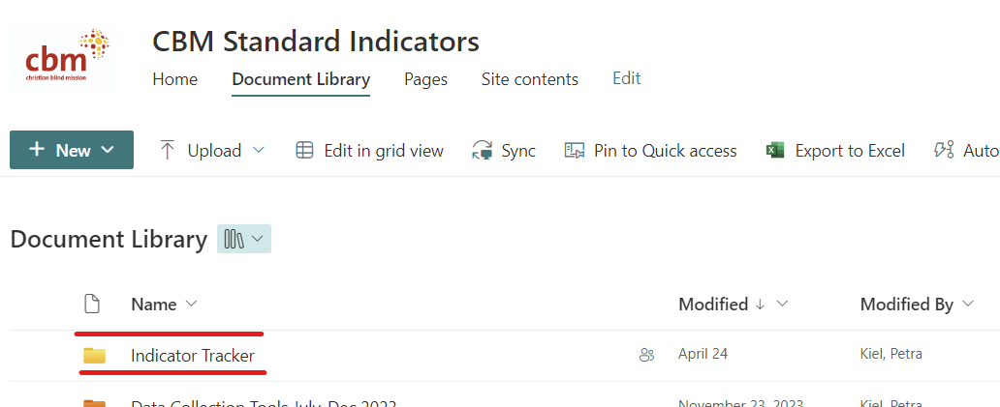 CBM Standard Indicators
cbm
christian blind mission
Home Document Library Pages Site contents Edit
+ New Upload Edit in grid view Sync Pin to Quick access Export to Excel Auto
Document Library
Name Modified Modified By
Indicator Tracker April 24 Kiel, Petra
Data Collection Tools July-Dec 2023 November 23, 2023 Kiel, Petra